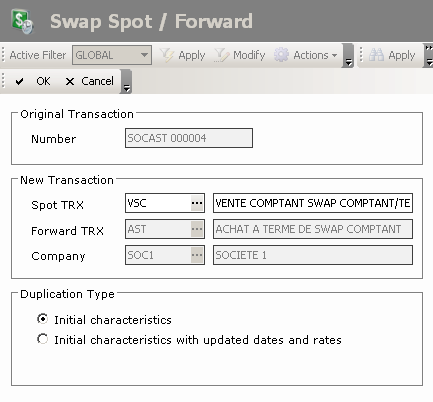 Swap Spot / Forward
Active Filter GLOBAL Apply Modify Actions Apply
OK Cancel
Original Transaction
Number SOCAST 000004
New Transaction
Spot TRX VSC ... VENTE COMPTANT SWAP COMPTANT/TE
Forward TRX AST ... ACHAT A TERME DE SWAP COMPTANT
Company SOC1 ... SOCIETE 1
Duplication Type
Initial characteristics
Initial characteristics with updated dates and rates